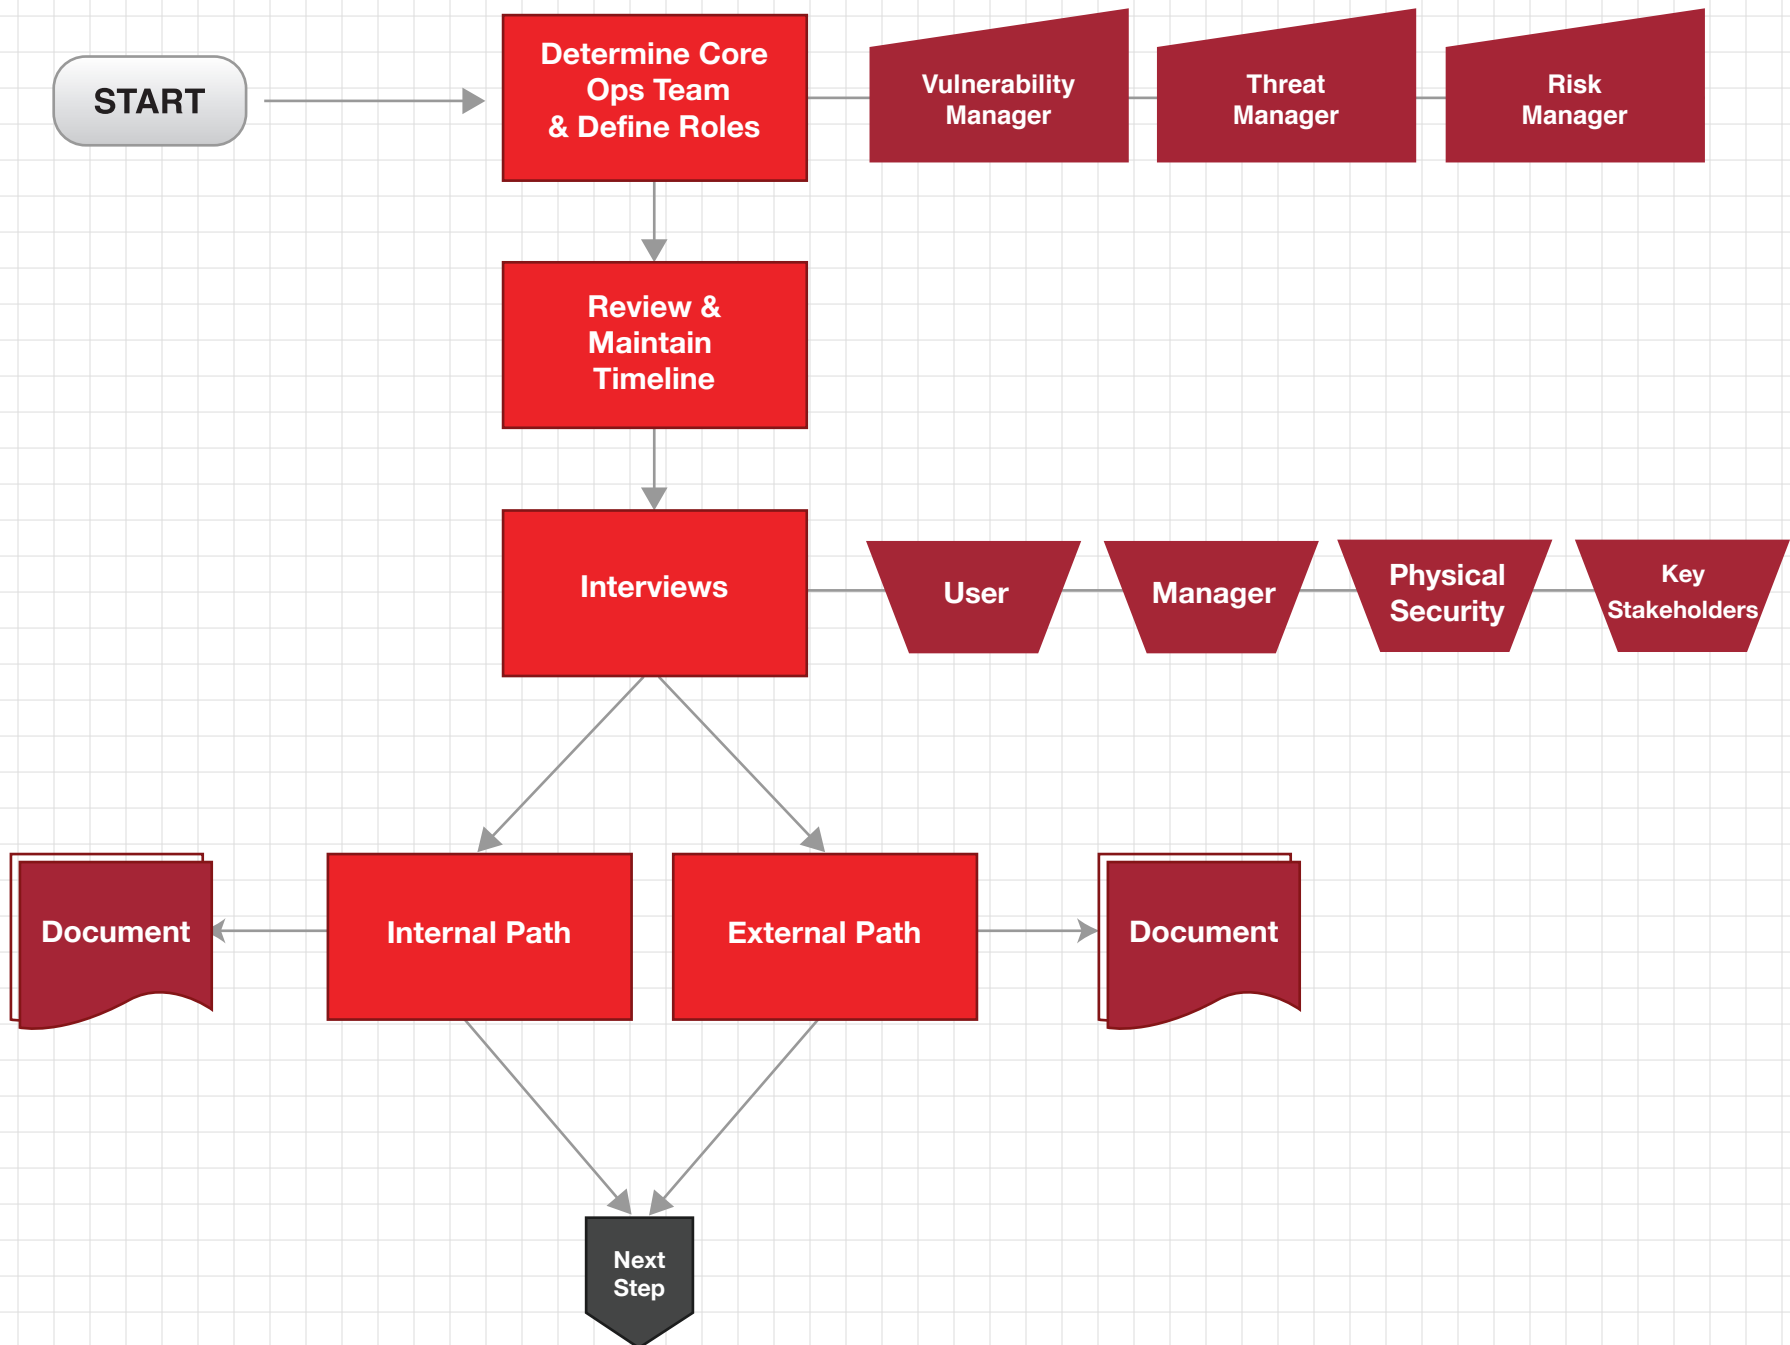 START
Determine Core
Ops Team
& Define Roles
Vulnerability
Manager
Threat
Manager
Risk
Manager
Review &
Maintain
Timeline
Interviews
User
Manager
Physical
Security
Key
Stakeholders
Document
Internal Path
External Path
Document
Next
Step